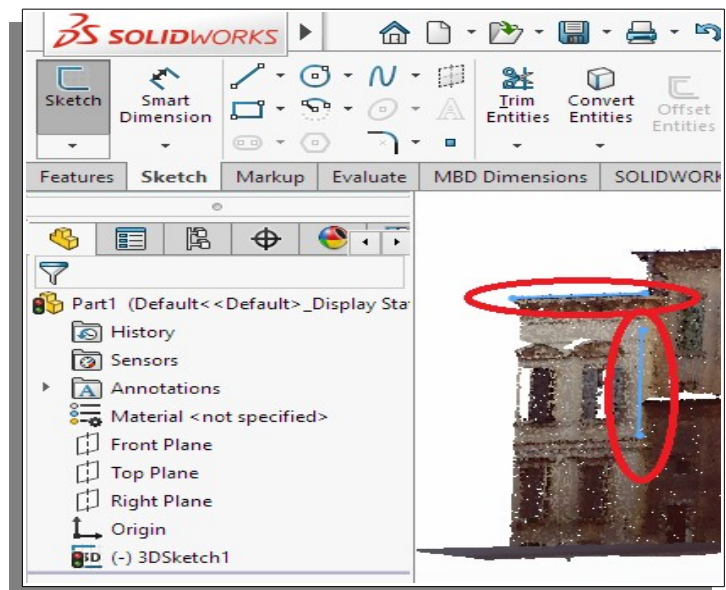 3S SOLIDWORKS
Sketch
Smart
Dimension
Trim
Entities
Convert
Entities
Offset
Entities
Features Sketch Markup Evaluate MBD Dimensions SOLIDWORK
Part1 (Default<<Default>_Display Sta
History
Sensors
A Annotations
Material <not specified>
Front Plane
Top Plane
Right Plane
Origin
3D (-) 3DSketch1